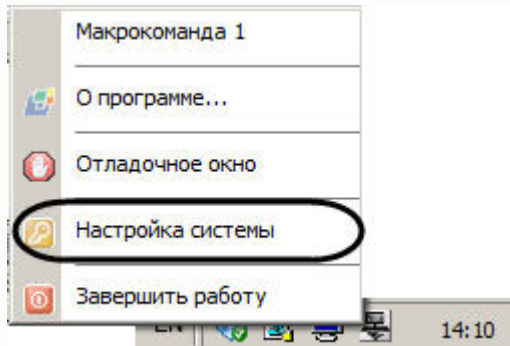 Макрокоманда 1
О программе...
Отладочное окно
Настройка системы
Завершить работу
EN
14:10